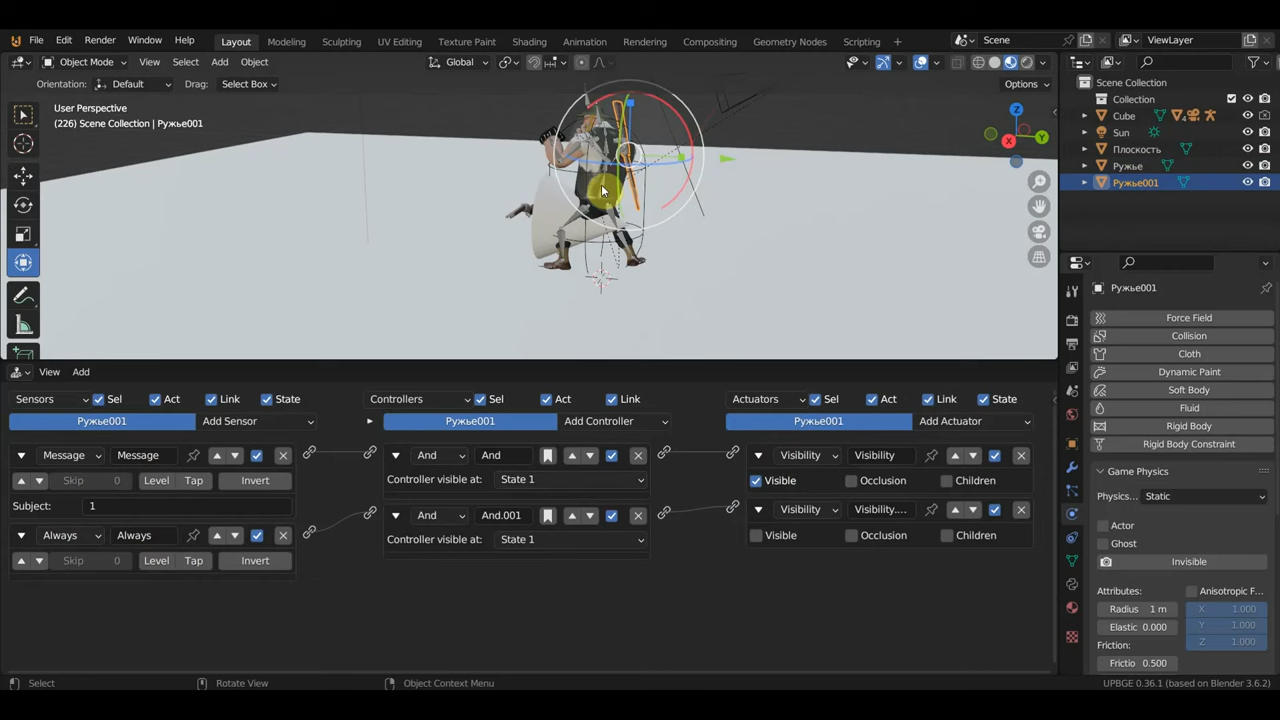 File Edit Render Window Help Layout Modeling Sculpting UV Editing Texture Paint Shading Animation Rendering Compositing Geometry Nodes Scripting + Scene ViewLayer
Object Mode View Select Add Object Global
Orientation: Default Drag: Select Box Options
User Perspective
(226) Scene Collection | Ружье001
X Y Z
Scene Collection
Collection
Cube 4
Sun
Плоскость
Ружье
Ружье001
Ружье001
Force Field
Collision
Cloth
Dynamic Paint
Soft Body
Fluid
Rigid Body
Rigid Body Constraint
Game Physics
Physics... Static
Actor
Ghost
Invisible
Attributes: Anisotropic F...
Radius 1 m X 1.000
Elastic 0.000 Y 1.000
Friction: Z 1.000
Frictio 0.500
View Add
Sensors Sel Act Link State Controllers Sel Act Link Actuators Sel Act Link State
Ружье001 Add Sensor Ружье001 Add Controller Ружье001 Add Actuator
Message Message And And Visibility Visibility
Skip 0 Level Tap Invert Controller visible at: State 1 Visible Occlusion Children
Subject: 1 And And.001 Visibility Visibility....
Always Always Controller visible at: State 1 Visible Occlusion Children
Skip 0 Level Tap Invert
Select Rotate View Object Context Menu UPBGE 0.36.1 (based on Blender 3.6.2)